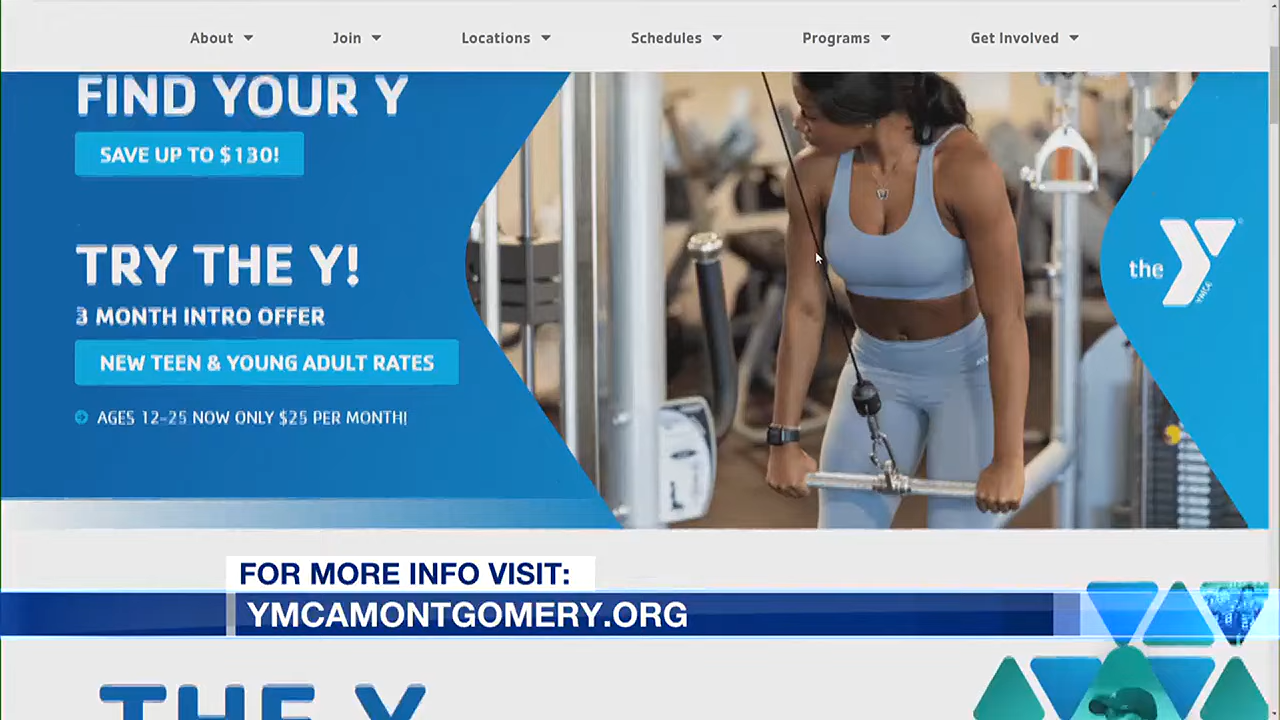 About
Join
Locations
Schedules
Programs
Get Involved
FIND YOUR Y
SAVE UP TO $130!
TRY THE Y!
3 MONTH INTRO OFFER
NEW TEEN & YOUNG ADULT RATES
AGES 12-25 NOW ONLY $25 PER MONTH!
the Y
YMCA
FOR MORE INFO VISIT:
YMCAMONTGOMERY.ORG
THE Y